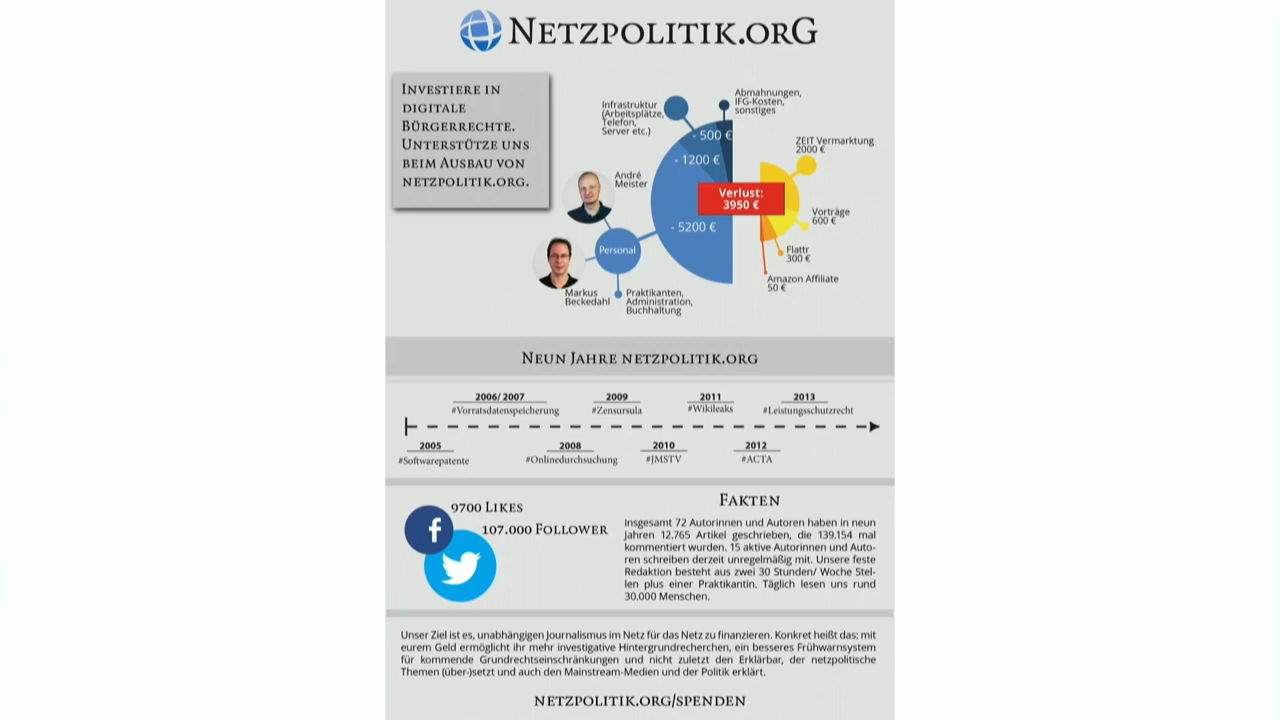 Netzpolitik.orG
Investiere in
digitale
Bürgerrechte.
Unterstütze uns
beim Ausbau von
netzpolitik.org.
Infrastruktur
(Arbeitsplätze,
Telefon,
Server etc.)
Abmahnungen,
IFG-Kosten,
sonstiges
- 500 €
- 1200 €
- 5200 €
Verlust:
3950 €
ZEIT Vermarktung
2000 €
Vorträge
600 €
Flattr
300 €
Amazon Affiliate
50 €
André
Meister
Personal
Markus
Beckedahl
Praktikanten,
Administration,
Buchhaltung
Neun Jahre netzpolitik.org
2006/ 2007
#Vorratsdatenspeicherung
2009
#Zensursula
2011
#Wikileaks
2013
#Leistungsschutzrecht
2005
#Softwarepatente
2008
#Onlinedurchsuchung
2010
#JMSTV
2012
#ACTA
9700 Likes
107.000 Follower
Fakten
Insgesamt 72 Autorinnen und Autoren haben in neun
Jahren 12.765 Artikel geschrieben, die 139.154 mal
kommentiert wurden. 15 aktive Autorinnen und Auto-
ren schreiben derzeit unregelmäßig mit. Unsere feste
Redaktion besteht aus zwei 30 Stunden/ Woche Stel-
len plus einer Praktikantin. Täglich lesen uns rund
30.000 Menschen.
Unser Ziel ist es, unabhängigen Journalismus im Netz für das Netz zu finanzieren. Konkret heißt das: mit
eurem Geld ermöglicht ihr mehr investigative Hintergrundrecherchen, ein besseres Frühwarnsystem
für kommende Grundrechtseinschränkungen und nicht zuletzt den Erklärbar, der netzpolitische
Themen (über-)setzt und auch den Mainstream-Medien und der Politik erklärt.
netzpolitik.org/spenden